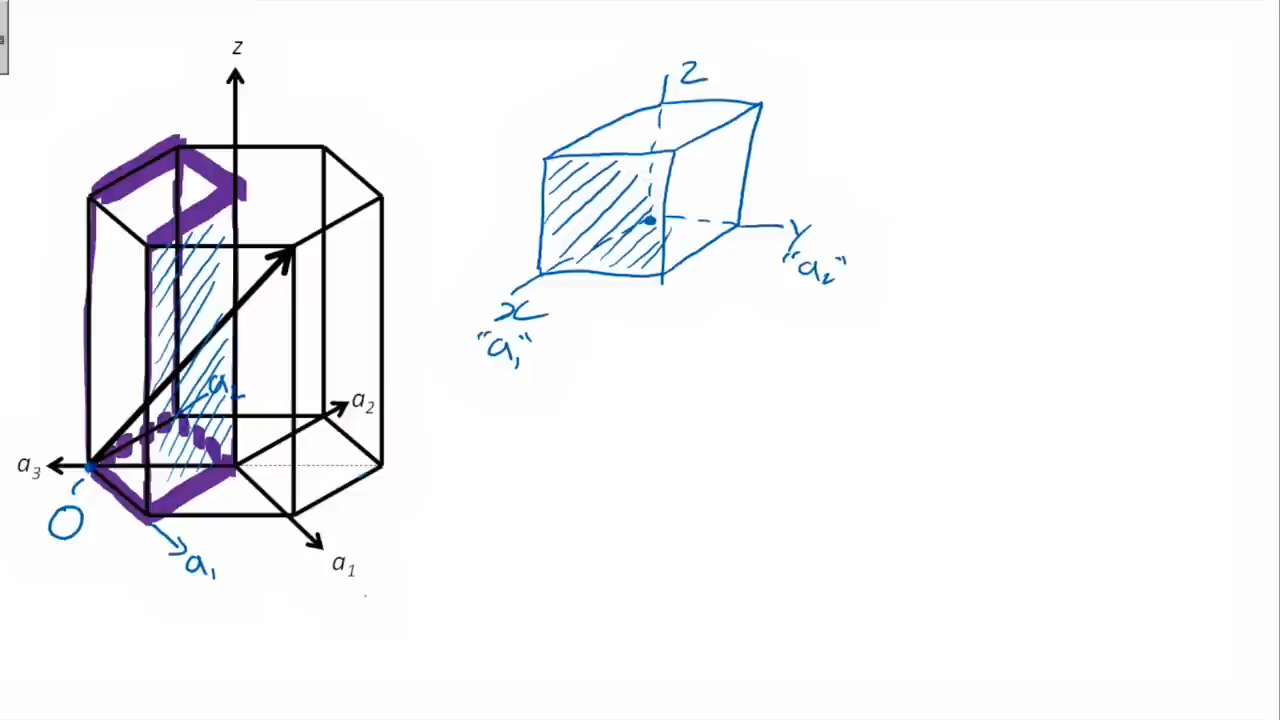 z
a₂
a₃
a₁
a₂
O
a₁
z
x
"a₁"
y
"a₂"